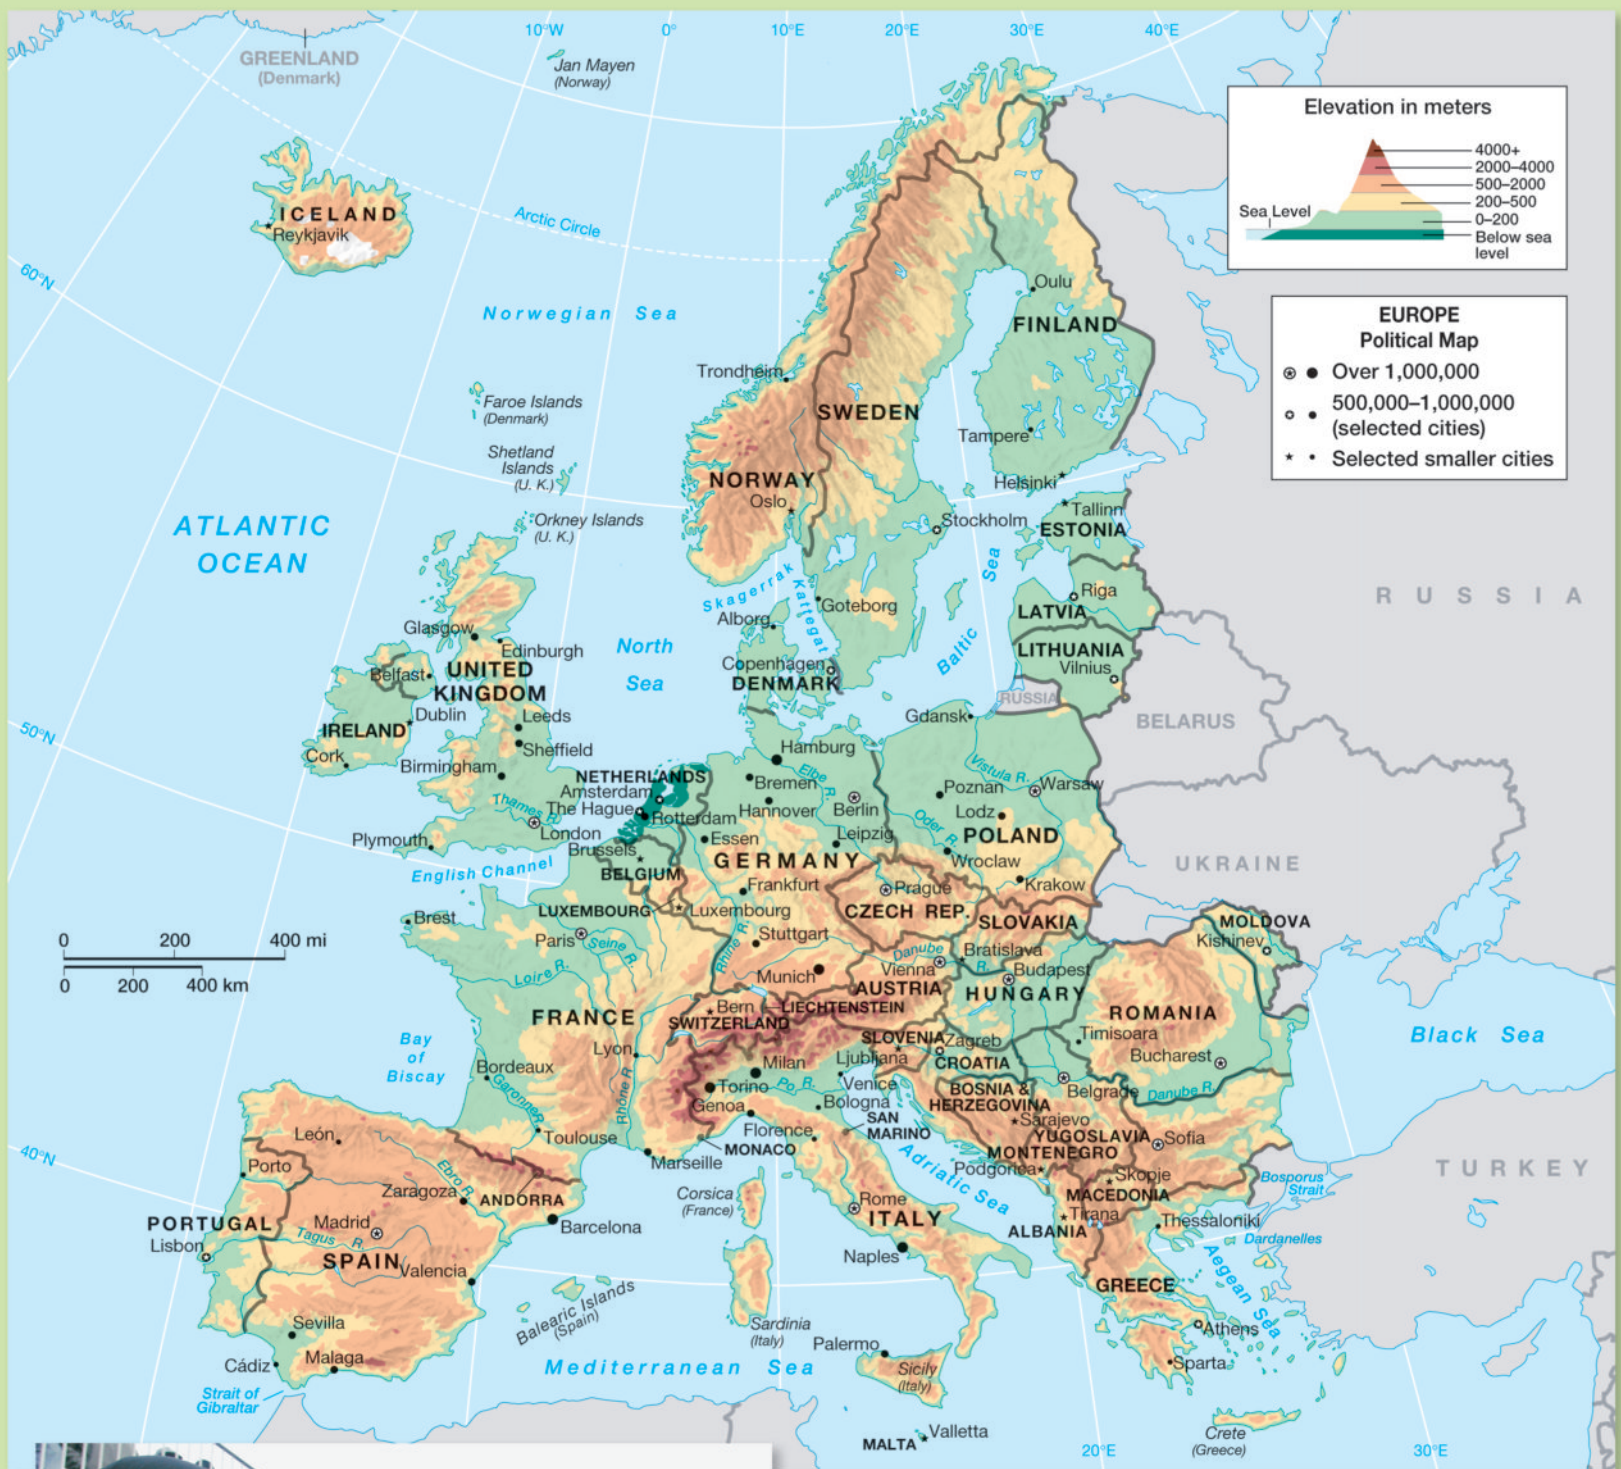 10°W
0°
10°E
20°E
30°E
40°E
GREENLAND
(Denmark)
Jan Mayen
(Norway)
Elevation in meters
4000+
2000–4000
500–2000
200–500
0–200
Below sea
level
Sea Level
ICELAND
Reykjavik
Arctic Circle
60°N
Norwegian Sea
Oulu
FINLAND
EUROPE
Political Map
Over 1,000,000
500,000–1,000,000
(selected cities)
Selected smaller cities
Trondheim
Faroe Islands
(Denmark)
SWEDEN
Tampere
Shetland
Islands
(U. K.)
NORWAY
Oslo
Helsinki
Orkney Islands
(U. K.)
Stockholm
Tallinn
ESTONIA
ATLANTIC
OCEAN
Baltic Sea
Skagerrak
Kattegat
RUSSIA
Riga
LATVIA
Goteborg
Alborg
Glasgow
Edinburgh
North
Sea
UNITED
KINGDOM
Belfast
Copenhagen
DENMARK
LITHUANIA
Vilnius
RUSSIA
BELARUS
Dublin
IRELAND
Leeds
Sheffield
Gdansk
50°N
Cork
Birmingham
Hamburg
NETHERLANDS
Amsterdam
The Hague
Rotterdam
Bremen
Hannover
Elbe R.
Berlin
Poznan
Vistula R.
Warsaw
Lodz
Thames R.
London
Plymouth
Essen
Leipzig
Oder R.
POLAND
Brussels
BELGIUM
GERMANY
Wroclaw
UKRAINE
English Channel
Frankfurt
Prague
Krakow
Brest
LUXEMBOURG
Luxembourg
CZECH REP.
SLOVAKIA
MOLDOVA
Kishinev
0 200 400 mi
0 200 400 km
Paris
Seine R.
Stuttgart
Rhine R.
Loire R.
Munich
Danube R.
Bratislava
Vienna
AUSTRIA
Budapest
HUNGARY
FRANCE
Bern
LIECHTENSTEIN
SWITZERLAND
ROMANIA
Black Sea
Bay
of
Biscay
Lyon
SLOVENIA
Zagreb
Timisoara
Bordeaux
Milan
Ljubljana
CROATIA
Bucharest
Torino
Po R.
Venice
BOSNIA &
HERZEGOVINA
Belgrade
Danube R.
Garonne R.
Rhône R.
Genoa
Bologna
SAN
MARINO
Sarajevo
León
Toulouse
Florence
YUGOSLAVIA
Sofia
MONACO
MONTENEGRO
40°N
Porto
Marseille
Adriatic Sea
Podgorica
Skopje
TURKEY
Bosporus
Strait
Ebro R.
Zaragoza
ANDORRA
Corsica
(France)
MACEDONIA
Rome
Tirana
PORTUGAL
Madrid
Barcelona
ITALY
ALBANIA
Thessaloniki
Lisbon
Tagus R.
SPAIN
Dardanelles
Naples
Valencia
GREECE
Aegean Sea
Balearic Islands
(Spain)
Sevilla
Sardinia
(Italy)
Palermo
Athens
Cádiz
Malaga
Mediterranean Sea
Sicily
(Italy)
Sparta
Strait of
Gibraltar
MALTA
Valletta
Crete
(Greece)
20°E
30°E